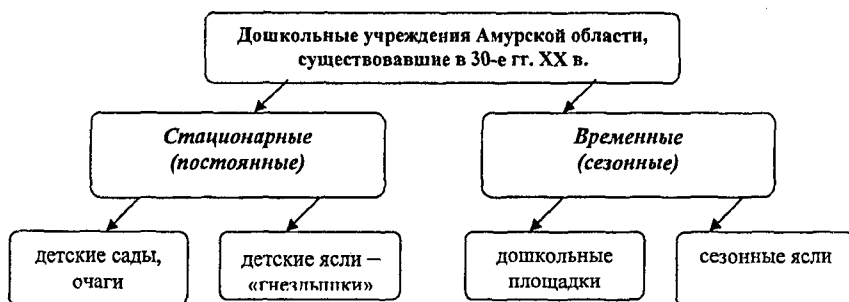 Дошкольные учреждения Амурской области,
существовавшие в 30-е гг. XX в.
Стационарные
(постоянные)
Временные
(сезонные)
детские сады,
очаги
детские ясли –
«гнездышки»
дошкольные
площадки
сезонные ясли